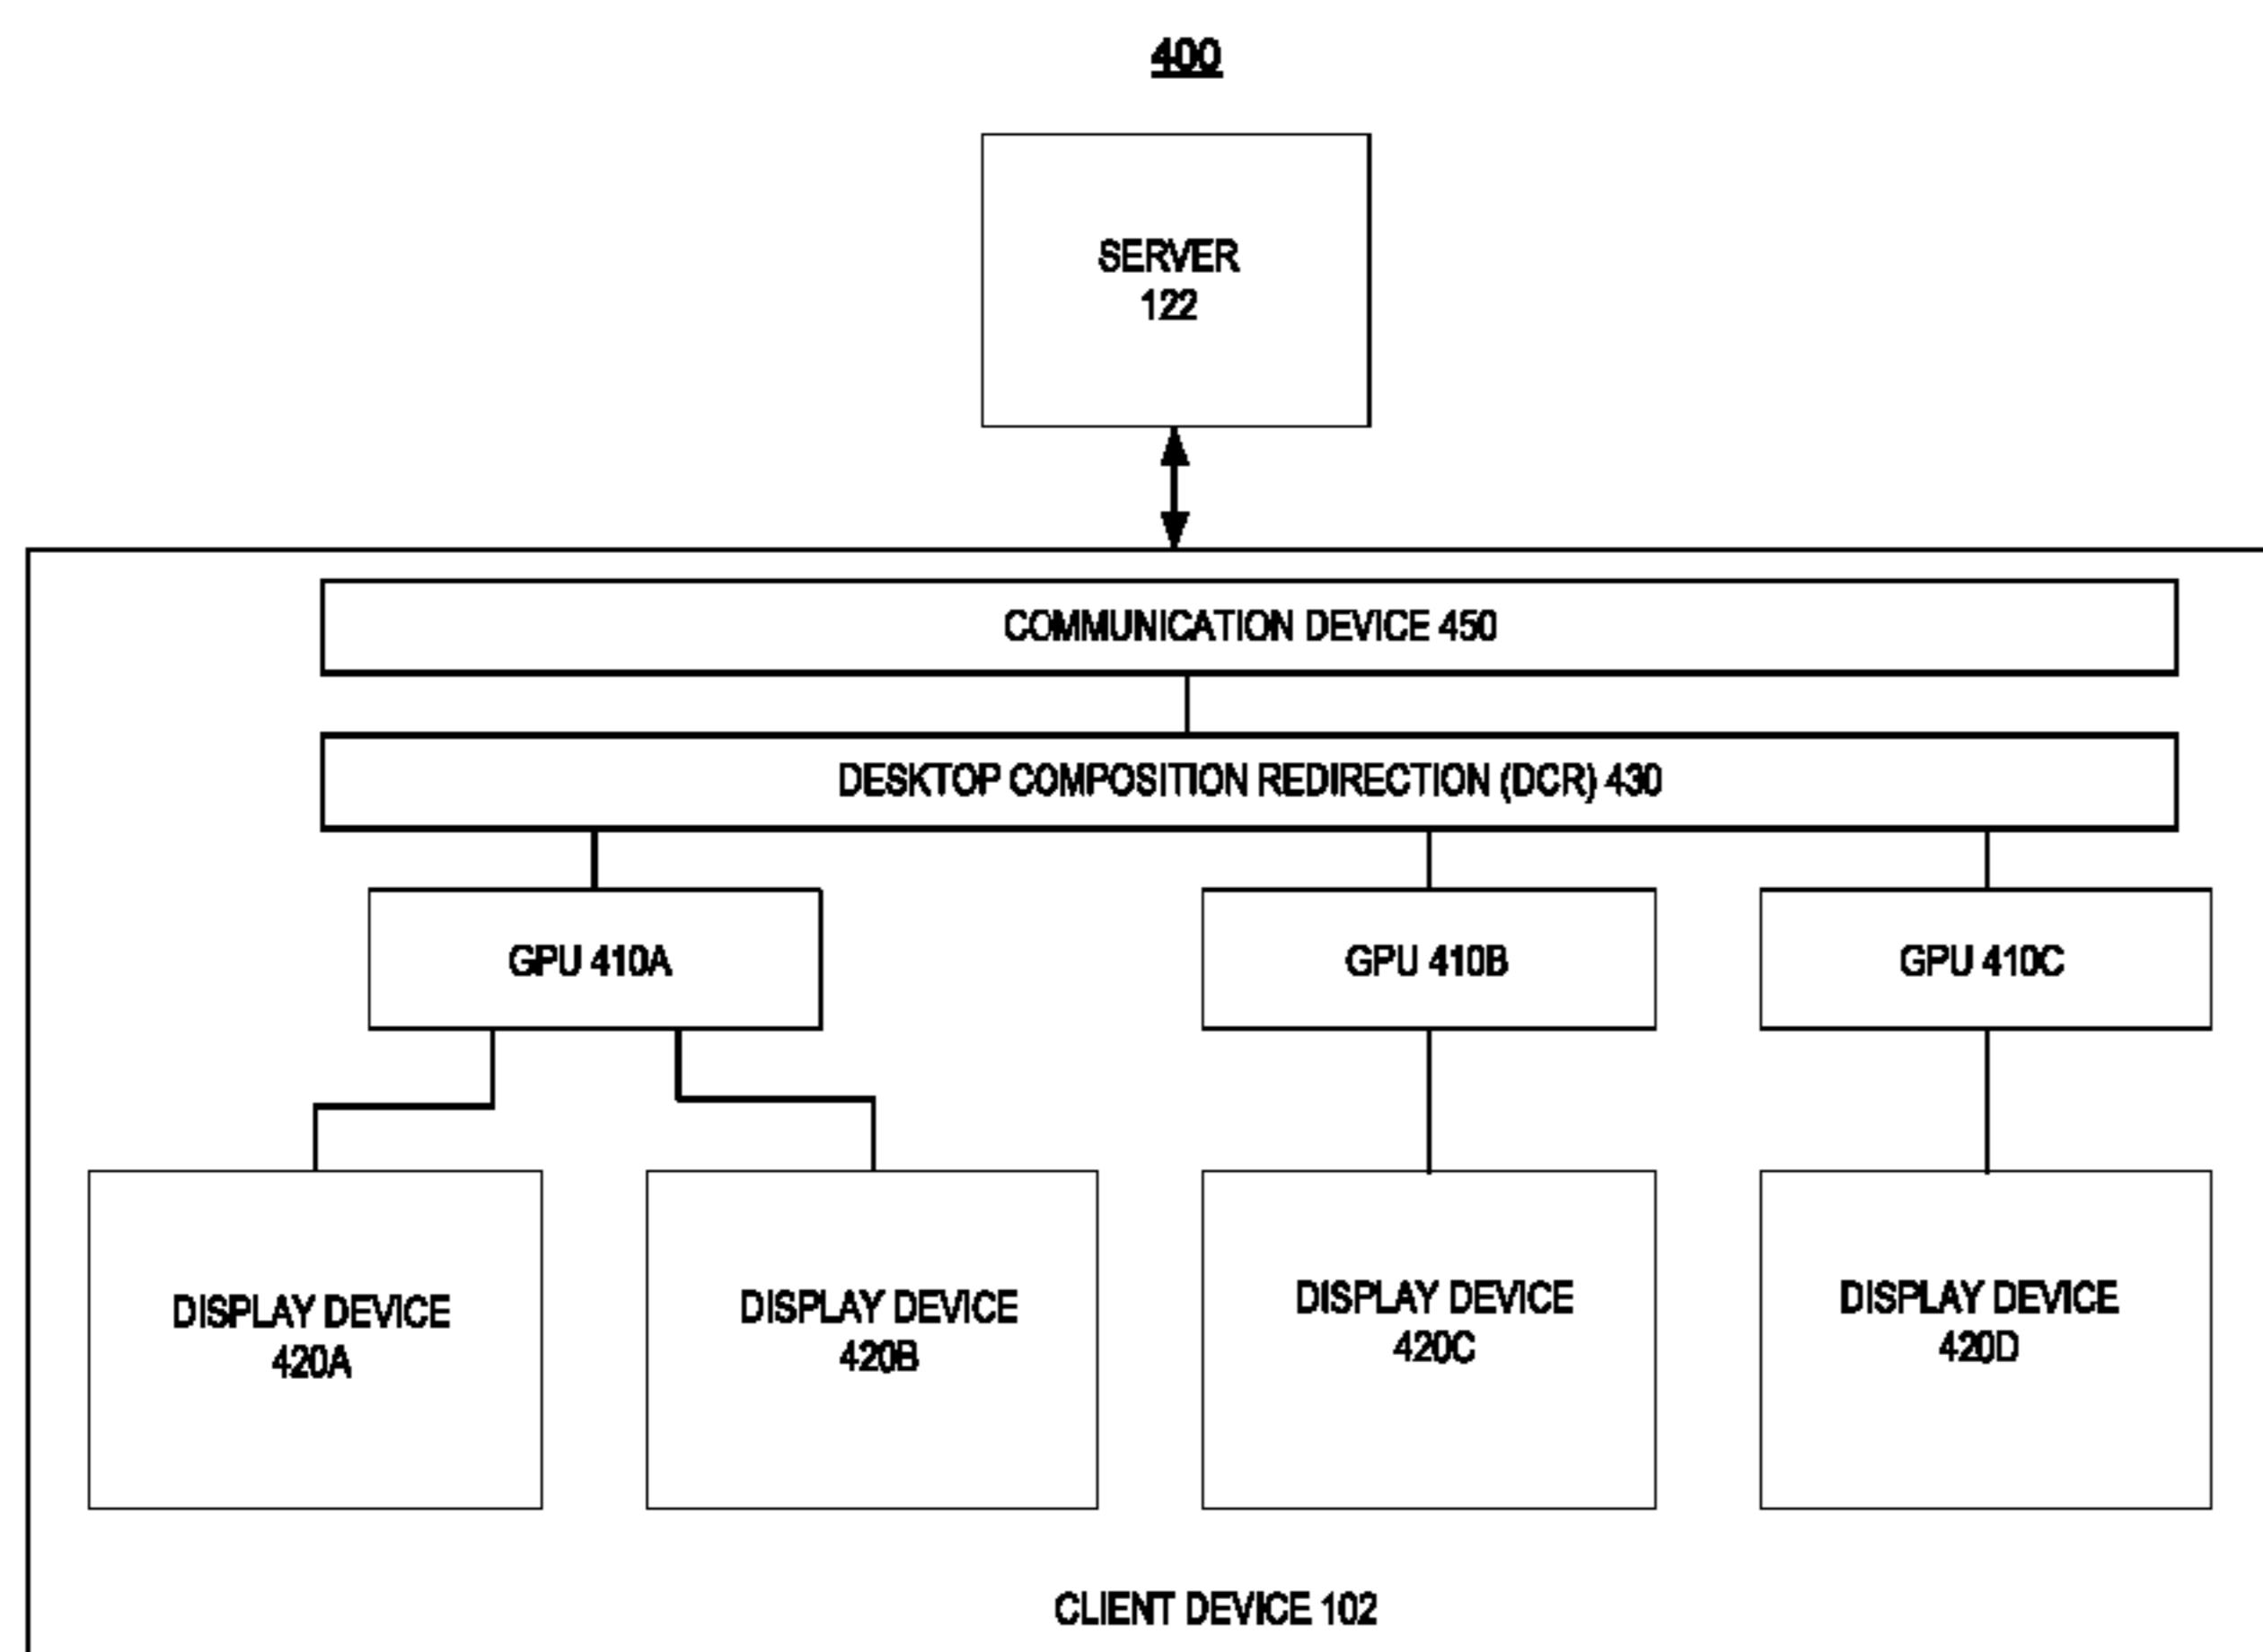 400
SERVER
122
COMMUNICATION DEVICE 450
DESKTOP COMPOSITION REDIRECTION (DCR) 430
GPU 410A
GPU 410B
GPU 410C
DISPLAY DEVICE
420A
DISPLAY DEVICE
420B
DISPLAY DEVICE
420C
DISPLAY DEVICE
420D
CLIENT DEVICE 102